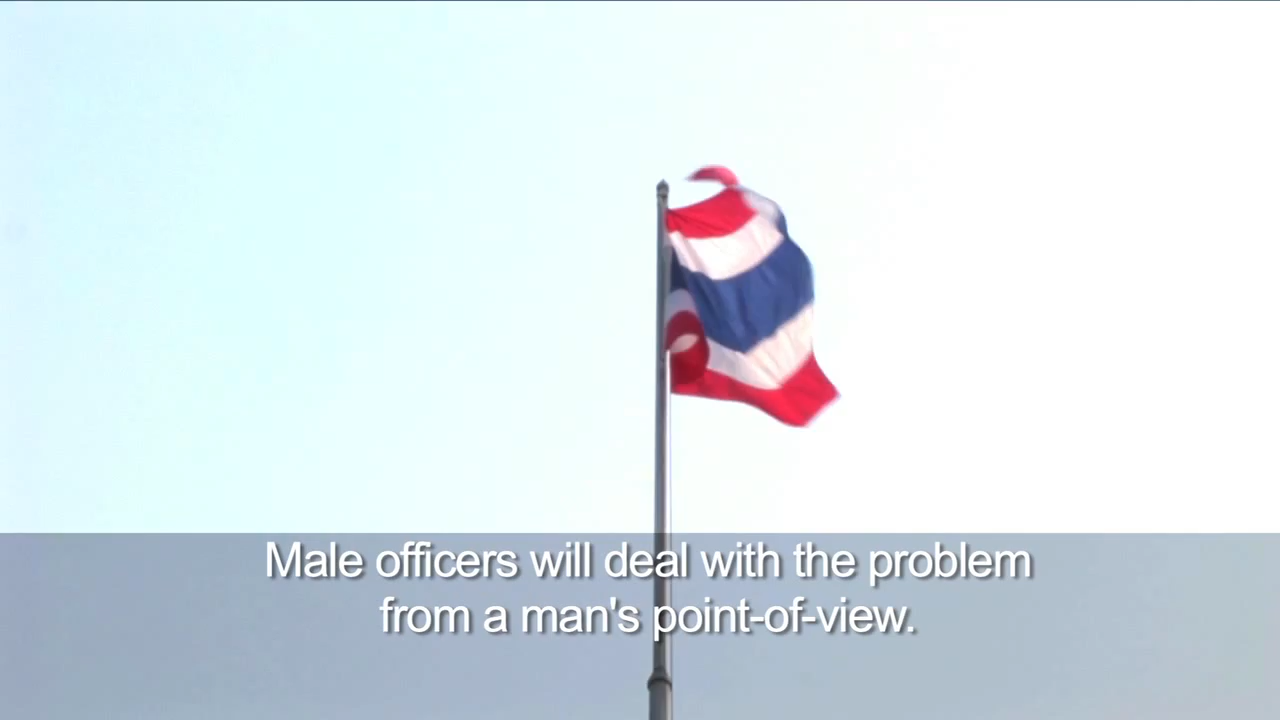 Male officers will deal with the problem
from a man's point-of-view.